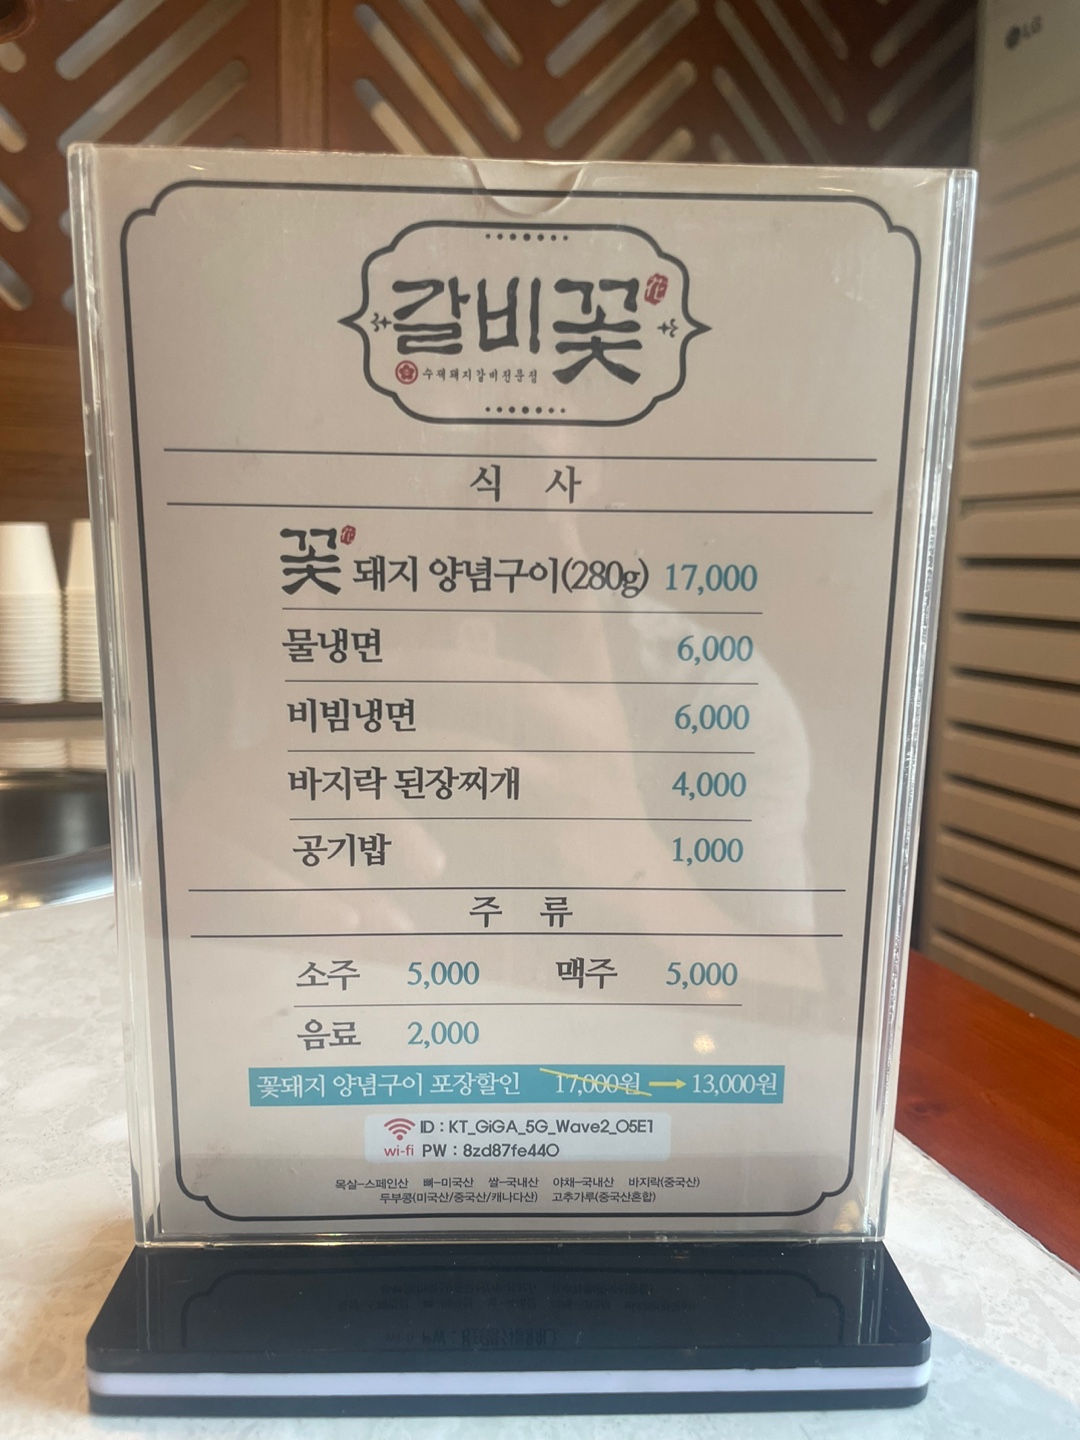 LG
갈비꽃 花
수제돼지갈비전문점
식 사
꽃 花 돼지 양념구이(280g) 17,000
물냉면 6,000
비빔냉면 6,000
바지락 된장찌개 4,000
공기밥 1,000
주 류
소주 5,000 맥주 5,000
음료 2,000
꽃돼지 양념구이 포장할인 17,000원 → 13,000원
ID : KT_GiGA_5G_Wave2_05E1
wi-fi PW : 8zd87fe440
목살-스페인산 뼈-미국산 쌀-국내산 야채-국내산 바지락(중국산)
두부콩(미국산/중국산/캐나다산) 고추가루(중국산혼합)